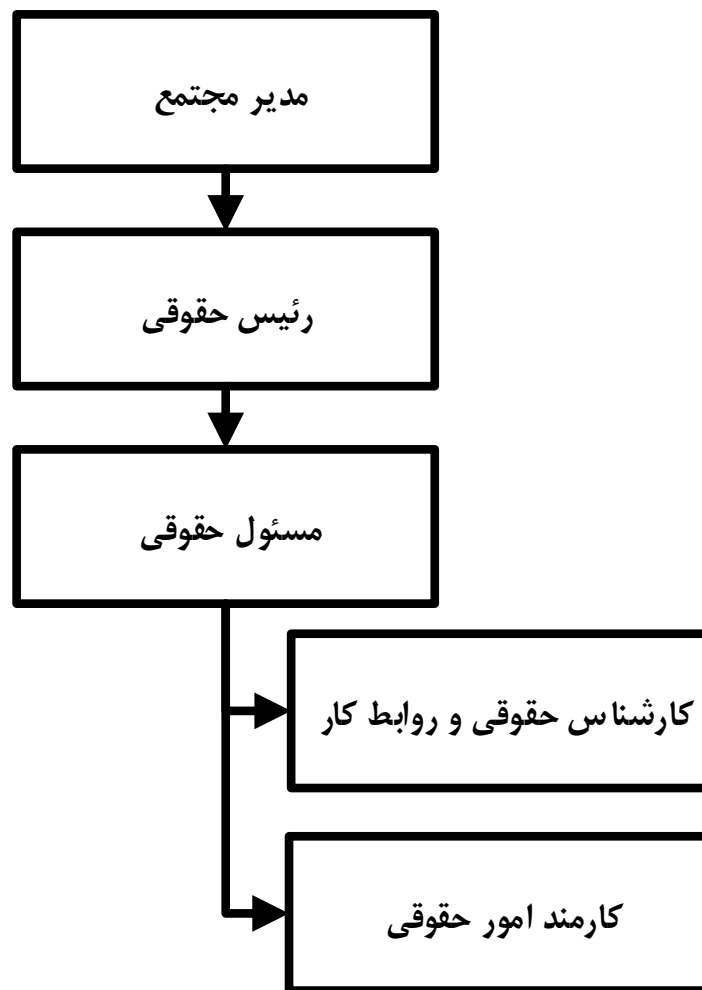 مدیر مجتمع
رئیس حقوقی
مسئول حقوقی
کارشناس حقوقی و روابط کار
کارمند امور حقوقی